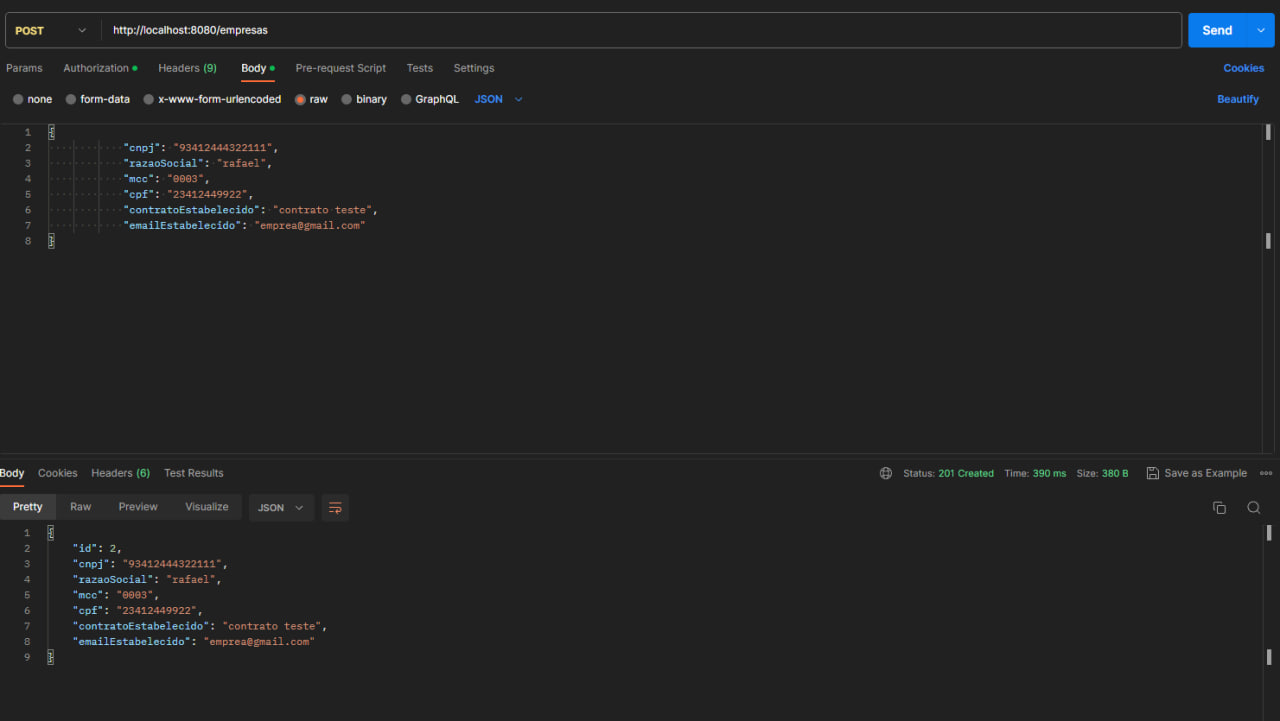 POST http://localhost:8080/empresas Send
Params Authorization Headers (9) Body Pre-request Script Tests Settings Cookies
none form-data x-www-form-urlencoded raw binary GraphQL JSON Beautify
1 {
2 "cnpj": "93412444322111",
3 "razaoSocial": "rafael",
4 "mcc": "0003",
5 "cpf": "23412449922",
6 "contratoEstabelecido": "contrato teste",
7 "emailEstabelecido": "emprea@gmail.com"
8 }
Body Cookies Headers (6) Test Results Status: 201 Created Time: 390 ms Size: 380 B Save as Example
Pretty Raw Preview Visualize JSON
1 {
2 "id": 2,
3 "cnpj": "93412444322111",
4 "razaoSocial": "rafael",
5 "mcc": "0003",
6 "cpf": "23412449922",
7 "contratoEstabelecido": "contrato teste",
8 "emailEstabelecido": "emprea@gmail.com"
9 }